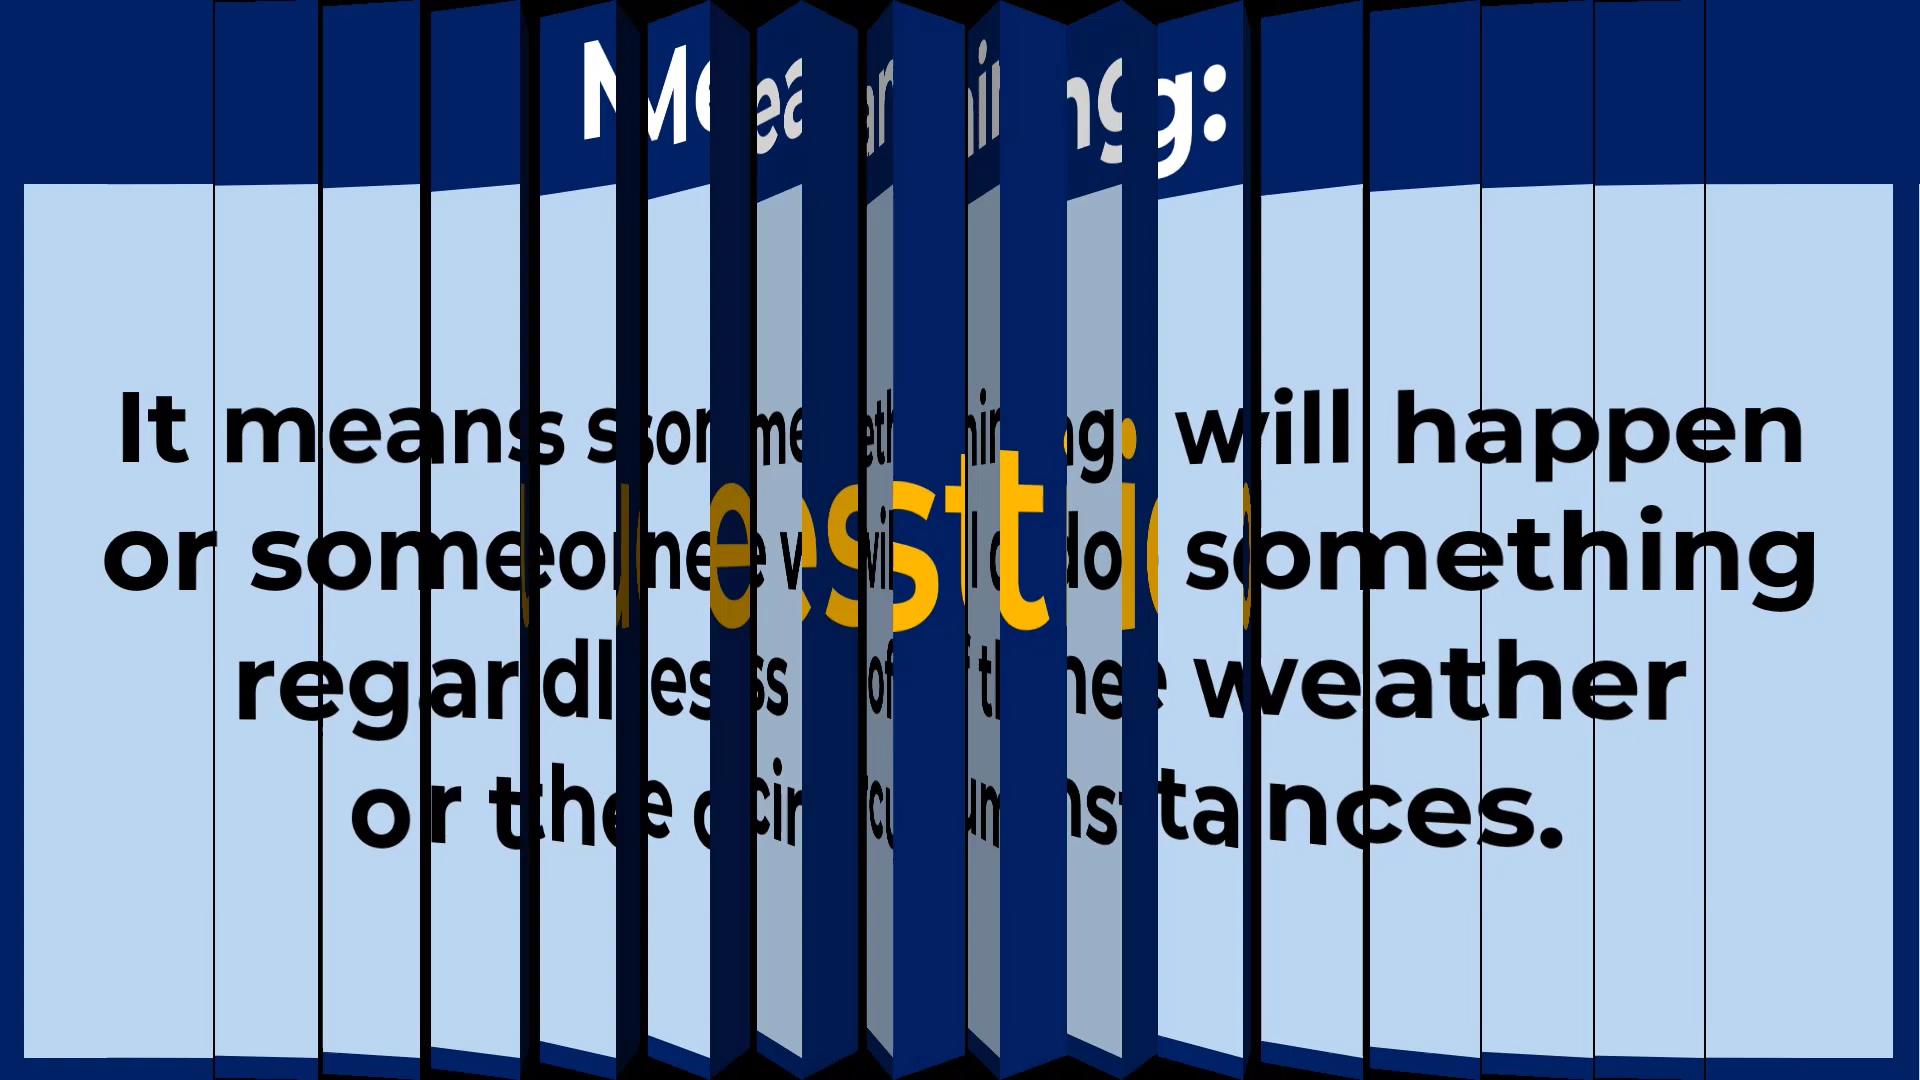 Meaning:
It means something will happen
or someone will do something
regardless of the weather
or the circumstances.